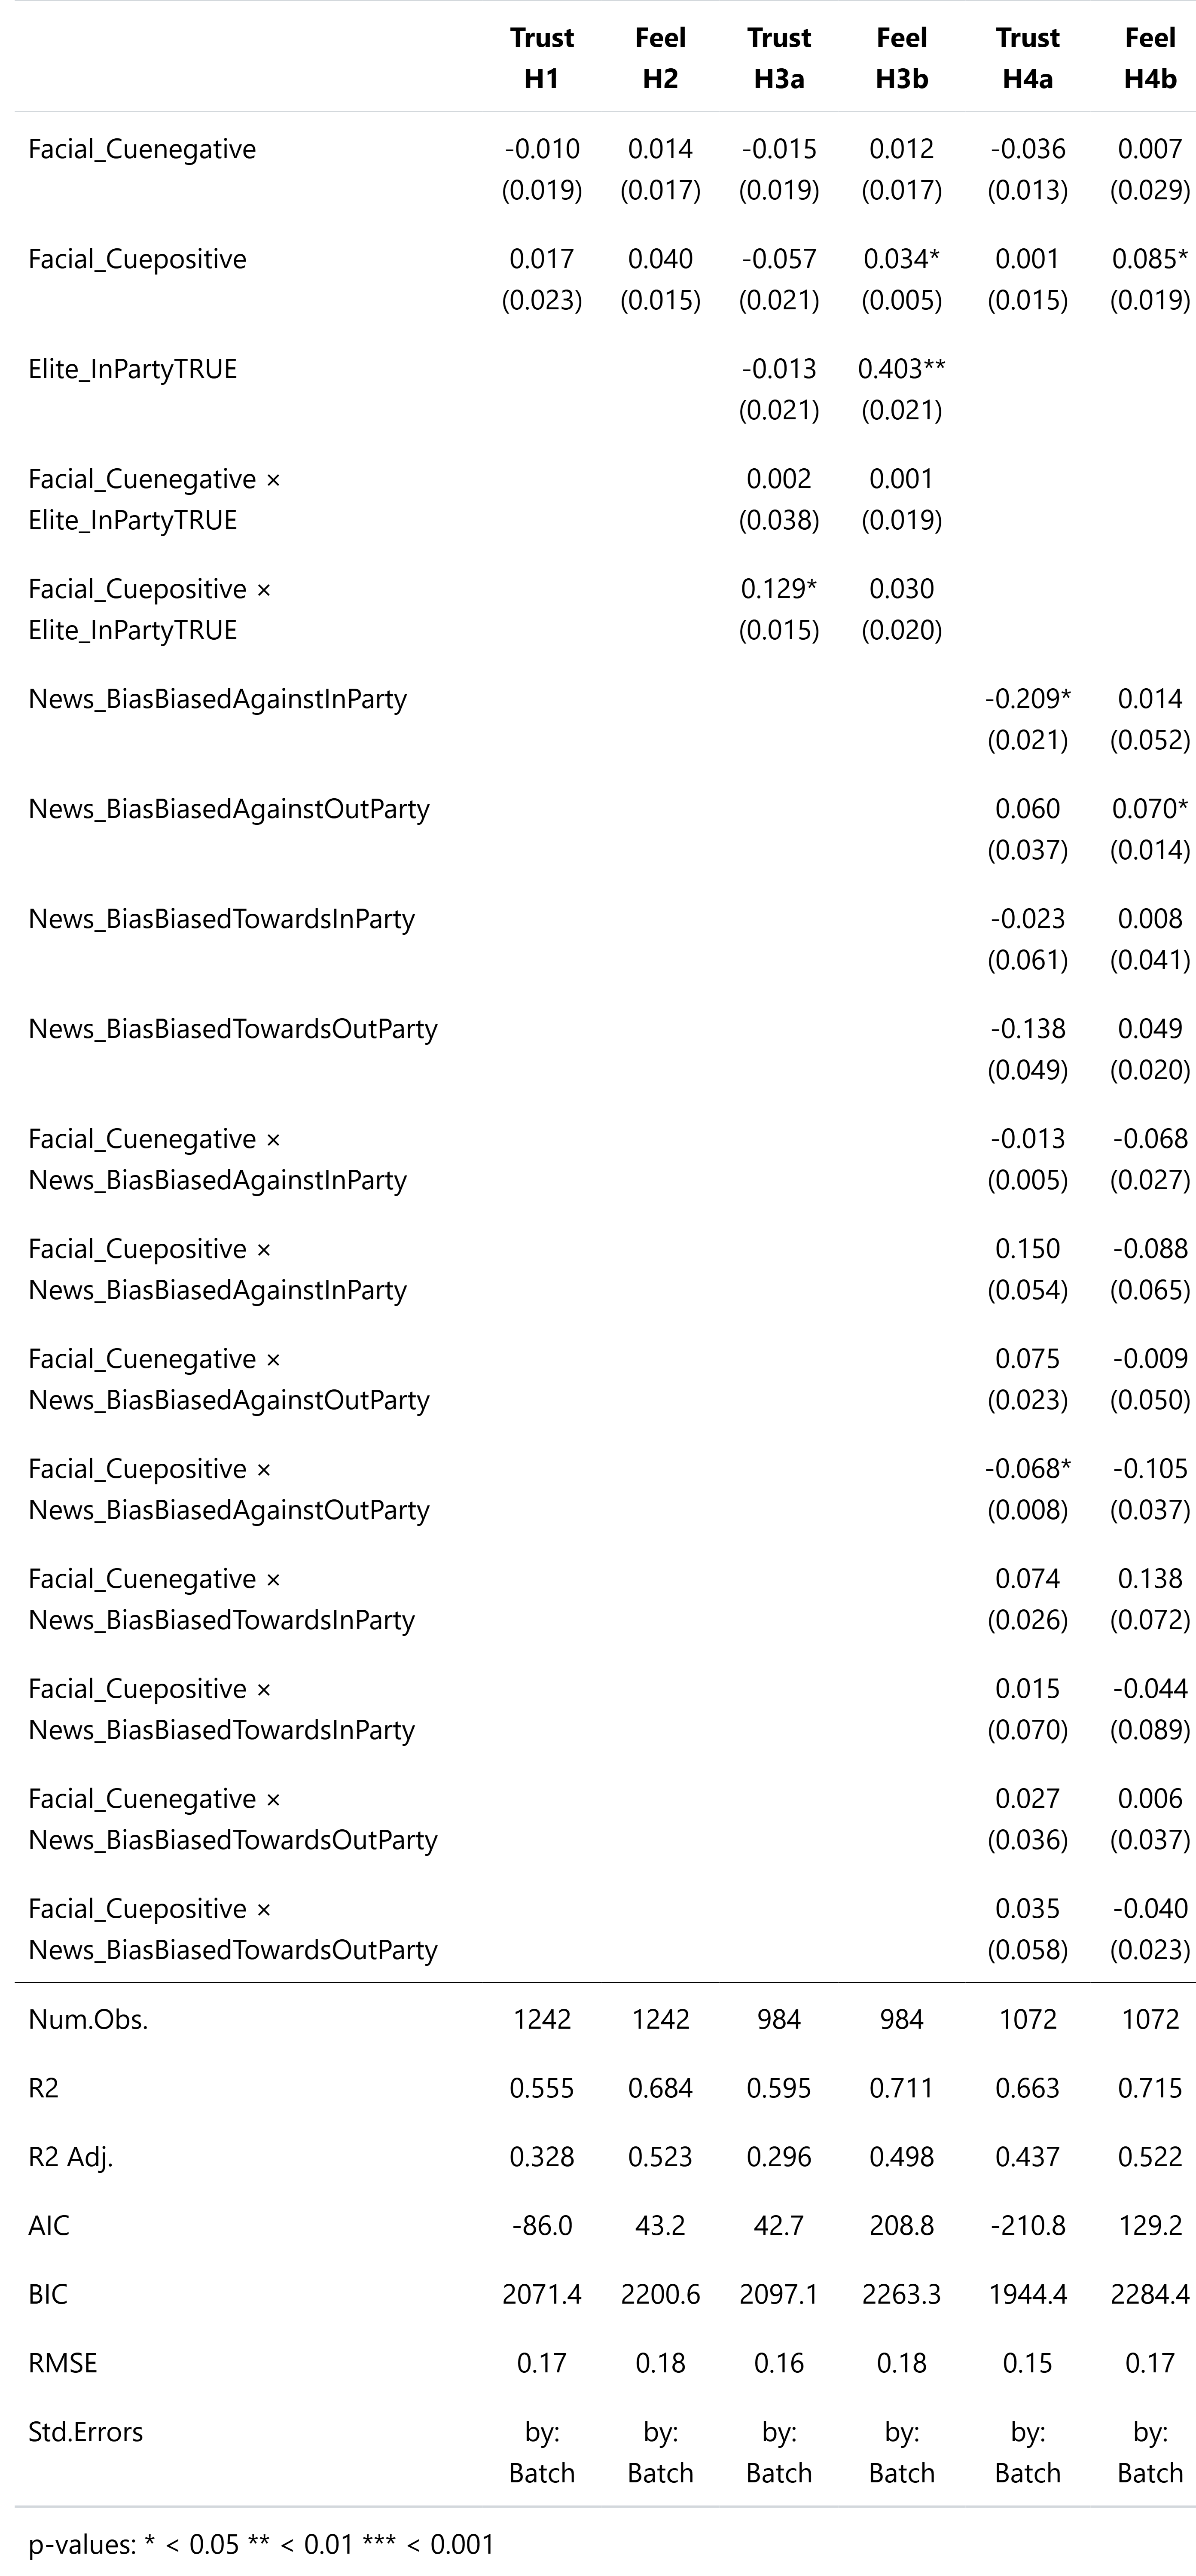 Trust Feel Trust Feel Trust Feel
H1 H2 H3a H3b H4a H4b
Facial_Cuenegative -0.010 0.014 -0.015 0.012 -0.036 0.007
(0.019) (0.017) (0.019) (0.017) (0.013) (0.029)
Facial_Cuepositive 0.017 0.040 -0.057 0.034* 0.001 0.085*
(0.023) (0.015) (0.021) (0.005) (0.015) (0.019)
Elite_InPartyTRUE -0.013 0.403**
(0.021) (0.021)
Facial_Cuenegative × 0.002 0.001
Elite_InPartyTRUE (0.038) (0.019)
Facial_Cuepositive × 0.129* 0.030
Elite_InPartyTRUE (0.015) (0.020)
News_BiasBiasedAgainstInParty -0.209* 0.014
(0.021) (0.052)
News_BiasBiasedAgainstOutParty 0.060 0.070*
(0.037) (0.014)
News_BiasBiasedTowardsInParty -0.023 0.008
(0.061) (0.041)
News_BiasBiasedTowardsOutParty -0.138 0.049
(0.049) (0.020)
Facial_Cuenegative × -0.013 -0.068
News_BiasBiasedAgainstInParty (0.005) (0.027)
Facial_Cuepositive × 0.150 -0.088
News_BiasBiasedAgainstInParty (0.054) (0.065)
Facial_Cuenegative × 0.075 -0.009
News_BiasBiasedAgainstOutParty (0.023) (0.050)
Facial_Cuepositive × -0.068* -0.105
News_BiasBiasedAgainstOutParty (0.008) (0.037)
Facial_Cuenegative × 0.074 0.138
News_BiasBiasedTowardsInParty (0.026) (0.072)
Facial_Cuepositive × 0.015 -0.044
News_BiasBiasedTowardsInParty (0.070) (0.089)
Facial_Cuenegative × 0.027 0.006
News_BiasBiasedTowardsOutParty (0.036) (0.037)
Facial_Cuepositive × 0.035 -0.040
News_BiasBiasedTowardsOutParty (0.058) (0.023)
Num.Obs. 1242 1242 984 984 1072 1072
R2 0.555 0.684 0.595 0.711 0.663 0.715
R2 Adj. 0.328 0.523 0.296 0.498 0.437 0.522
AIC -86.0 43.2 42.7 208.8 -210.8 129.2
BIC 2071.4 2200.6 2097.1 2263.3 1944.4 2284.4
RMSE 0.17 0.18 0.16 0.18 0.15 0.17
Std.Errors by: by: by: by: by: by:
Batch Batch Batch Batch Batch Batch
p-values: * < 0.05 ** < 0.01 *** < 0.001